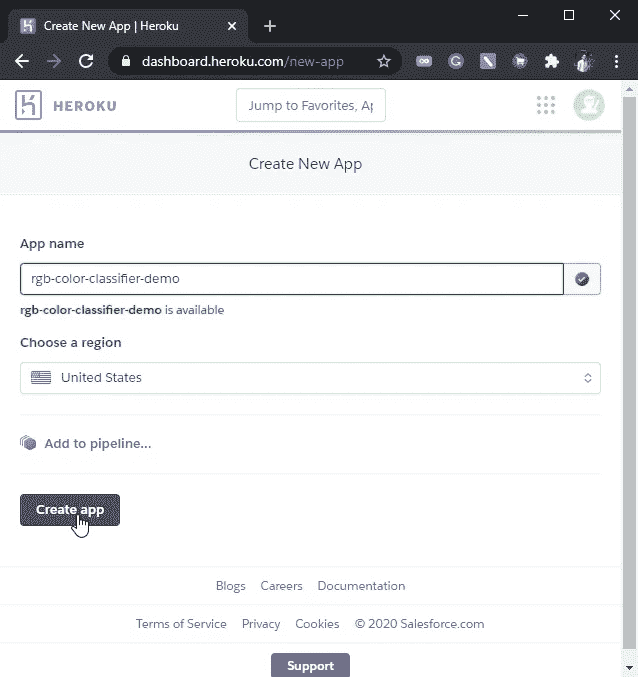 Create New App | Heroku
dashboard.heroku.com/new-app
HEROKU
Jump to Favorites, Ap
Create New App
App name
rgb-color-classifier-demo
rgb-color-classifier-demo is available
Choose a region
United States
Add to pipeline...
Create app
Blogs Careers Documentation
Terms of Service Privacy Cookies © 2020 Salesforce.com
Support